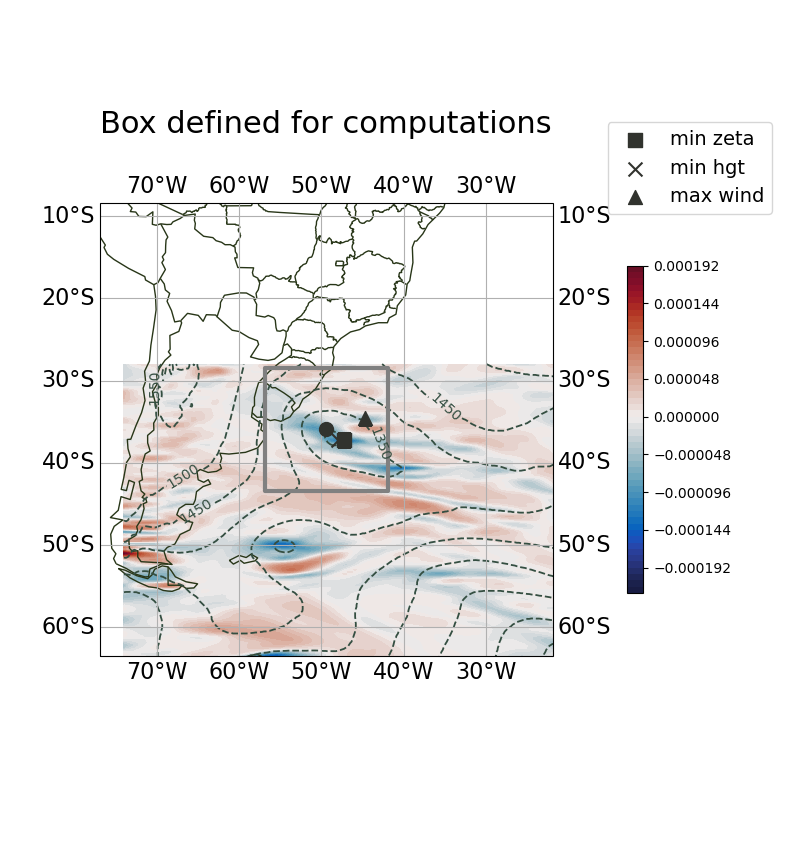 Box defined for computations
min zeta
min hgt
max wind
70°W 60°W 50°W 40°W 30°W
10°S 10°S
20°S
30°S 30°S
40°S 40°S
50°S 50°S
60°S 60°S
70°W 60°W 50°W 40°W 30°W
1550
1450
1350
1500
1450
0.000192
0.000144
0.000096
0.000048
0.000000
−0.000048
−0.000096
−0.000144
−0.000192